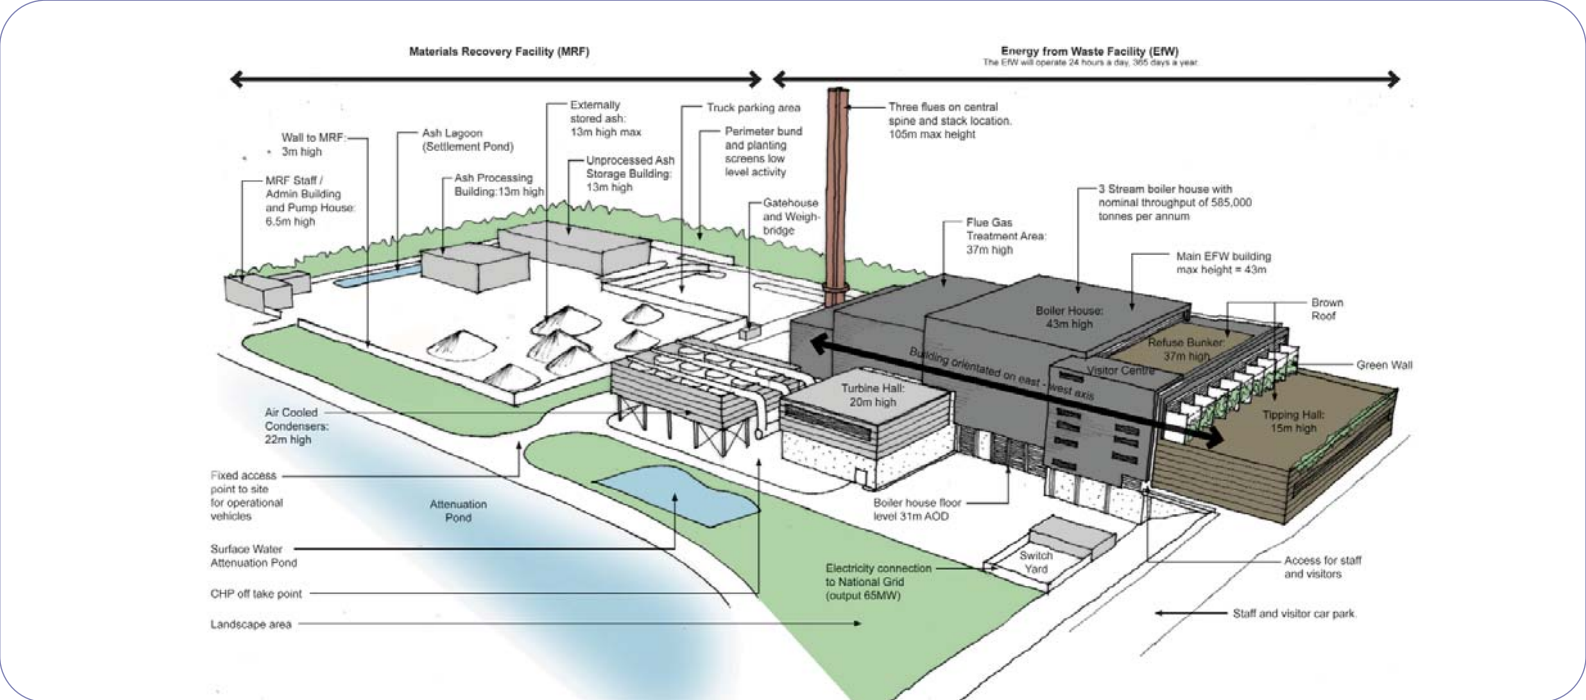 Materials Recovery Facility (MRF)
Energy from Waste Facility (EfW)
The EfW will operate 24 hours a day, 365 days a year.
Wall to MRF:
3m high
Ash Lagoon
(Settlement Pond)
Externally
stored ash:
13m high max
Truck parking area
Perimeter bund
and planting
screens low
level activity
Three flues on central
spine and stack location.
105m max height
MRF Staff /
Admin Building
and Pump House:
6.5m high
Ash Processing
Building:13m high
Unprocessed Ash
Storage Building:
13m high
Gatehouse
and Weigh-
bridge
Flue Gas
Treatment Area:
37m high
3 Stream boiler house with
nominal throughput of 585,000
tonnes per annum
Main EFW building
max height = 43m
Brown
Roof
Boiler House:
43m high
Refuse Bunker:
37m high
Visitor Centre
Green Wall
Building orientated on east - west axis
Turbine Hall:
20m high
Tipping Hall:
15m high
Air Cooled
Condensers:
22m high
Fixed access
point to site
for operational
vehicles
Attenuation
Pond
Boiler house floor
level 31m AOD
Surface Water
Attenuation Pond
Switch
Yard
Electricity connection
to National Grid
(output 65MW)
Access for staff
and visitors
CHP off take point
Landscape area
Staff and visitor car park.